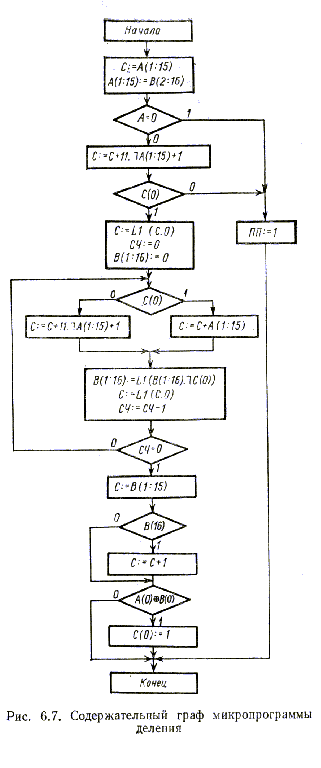 Начало
C:=A(1:15)
A(1:15):=B(2:16)
A=0
1
0
C:=C+11.⅂A(1:15)+1
C(0)
0
1
C:=L1 (C.0)
СЧ:=0
B(1:16):=0
ПП:=1
0
C(0)
1
C:=C+11.⅂A(1:15)+1
C:=C+A(1:15)
B(1:16):=L1(B(1:16).⅂C(0))
C:=L1(C.0)
СЧ:=СЧ-1
0
СЧ=0
1
C:=B(1:15)
0
B(16)
1
C:=C+1
0
A(0)⊕B(0)
1
C(0):=1
Конец
Рис. 6.7. Содержательный граф микропрограммы
деления